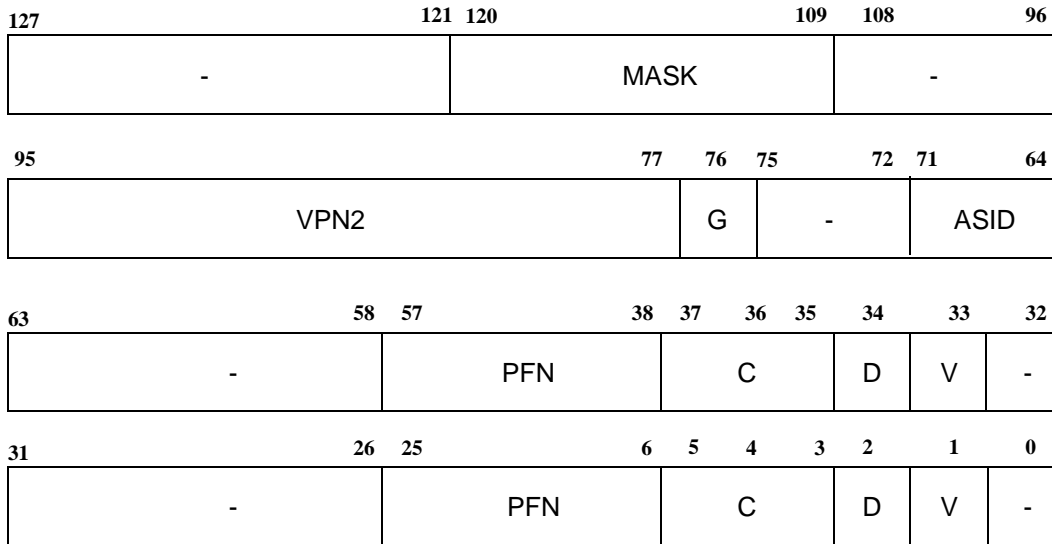 127 121 120 109 108 96
- MASK -
95 77 76 75 72 71 64
VPN2 G - ASID
63 58 57 38 37 36 35 34 33 32
- PFN C D V -
31 26 25 6 5 4 3 2 1 0
- PFN C D V -